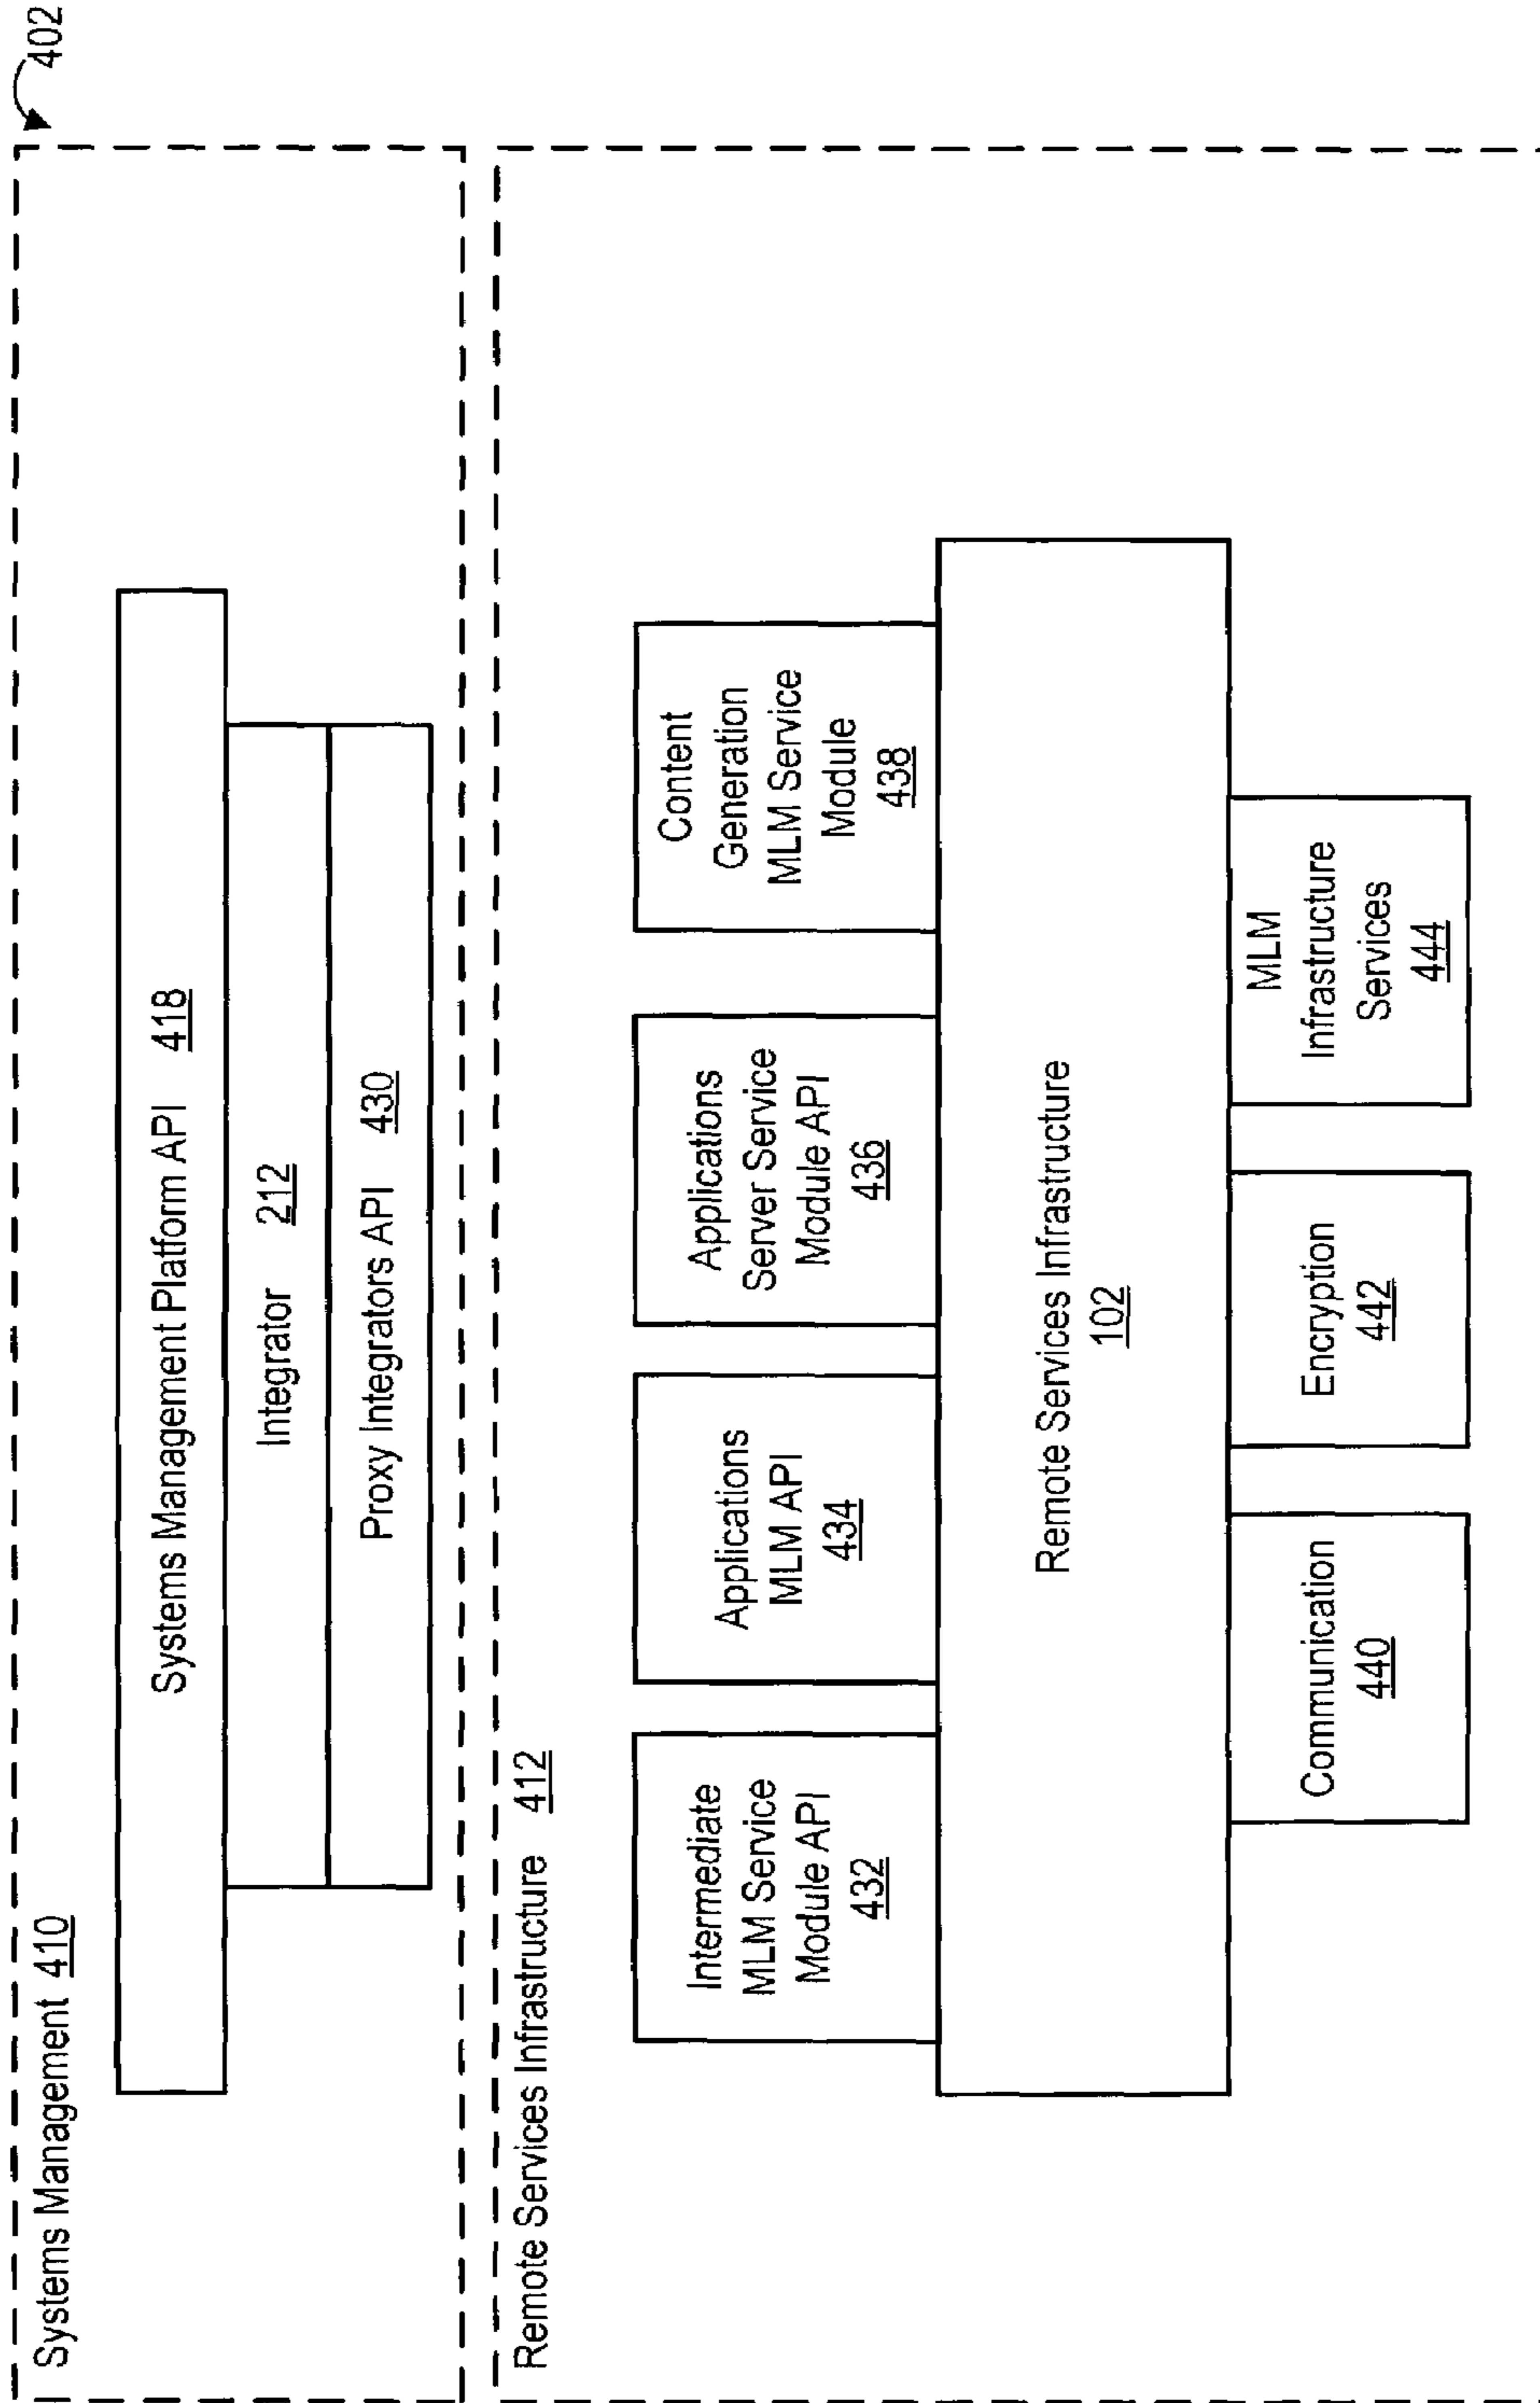 402
Systems Management 410
Systems Management Platform API 418
Integrator 212
Proxy Integrators API 430
Remote Services Infrastructure 412
Intermediate
MLM Service
Module API
432
Applications
MLM API
434
Applications
Server Service
Module API
436
Content
Generation
MLM Service
Module
438
Remote Services Infrastructure
102
Communication
440
Encryption
442
MLM
Infrastructure
Services
444